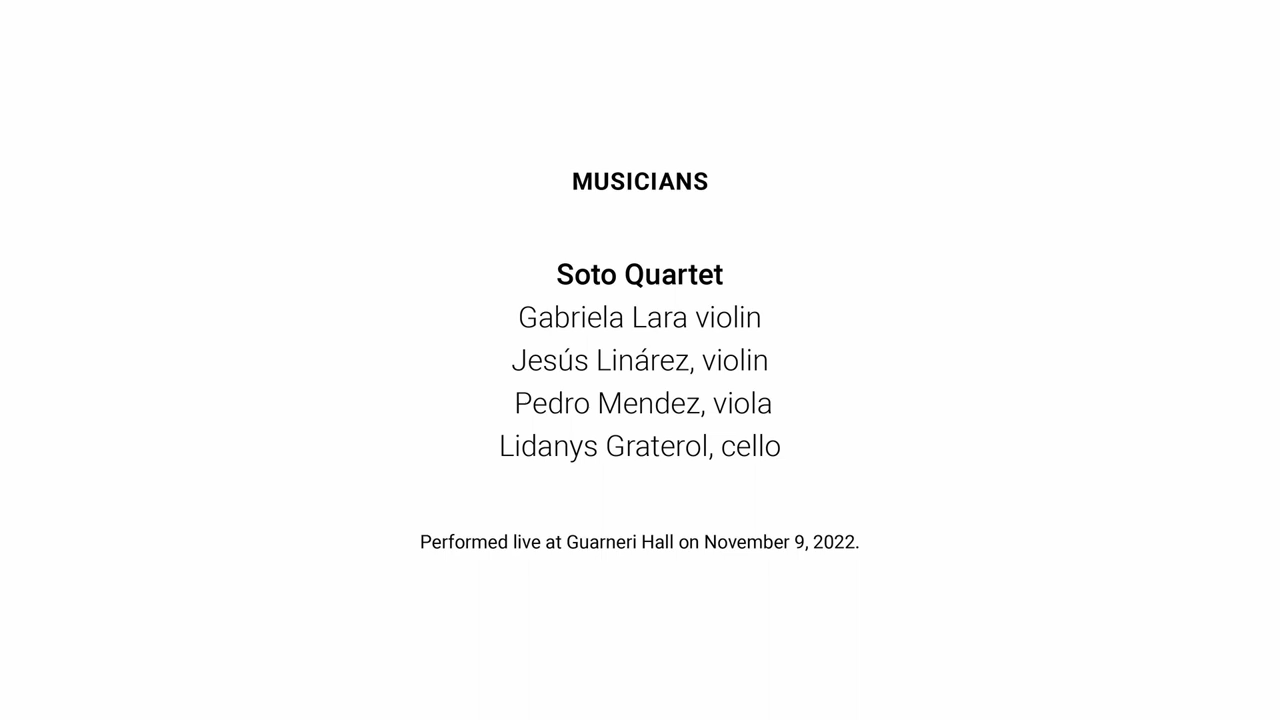 MUSICIANS
Soto Quartet
Gabriela Lara violin
Jesús Linárez, violin
Pedro Mendez, viola
Lidanys Graterol, cello
Performed live at Guarneri Hall on November 9, 2022.